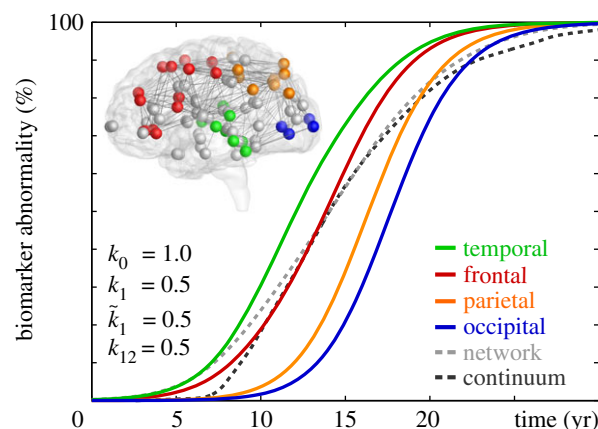 100
biomarker abnormality (%)
k₀ = 1.0
k₁ = 0.5
k̃₁ = 0.5
k₁₂ = 0.5
temporal
frontal
parietal
occipital
network
continuum
0 5 10 15 20 time (yr)